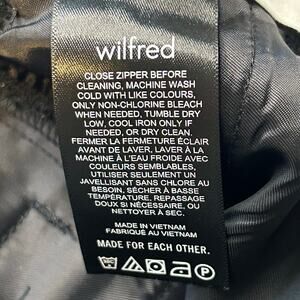 wilfred
CLOSE ZIPPER BEFORE
CLEANING, MACHINE WASH
COLD WITH LIKE COLOURS,
ONLY NON-CHLORINE BLEACH
WHEN NEEDED, TUMBLE DRY
LOW, COOL IRON ONLY IF
NEEDED, OR DRY CLEAN.
FERMER LA FERMETURE ÉCLAIR
AVANT DE LAVER, LAVER À LA
MACHINE À L'EAU FROIDE AVEC
COULEURS SEMBLABLES,
UTILISER SEULEMENT UN
JAVELLISANT SANS CHLORE AU
BESOIN, SÉCHER À BASSE
TEMPÉRATURE, REPASSAGE
DOUX SI NÉCESSAIRE, OU
NETTOYER À SEC.
MADE IN VIETNAM
FABRIQUÉ AU VIETNAM
MADE FOR EACH OTHER.